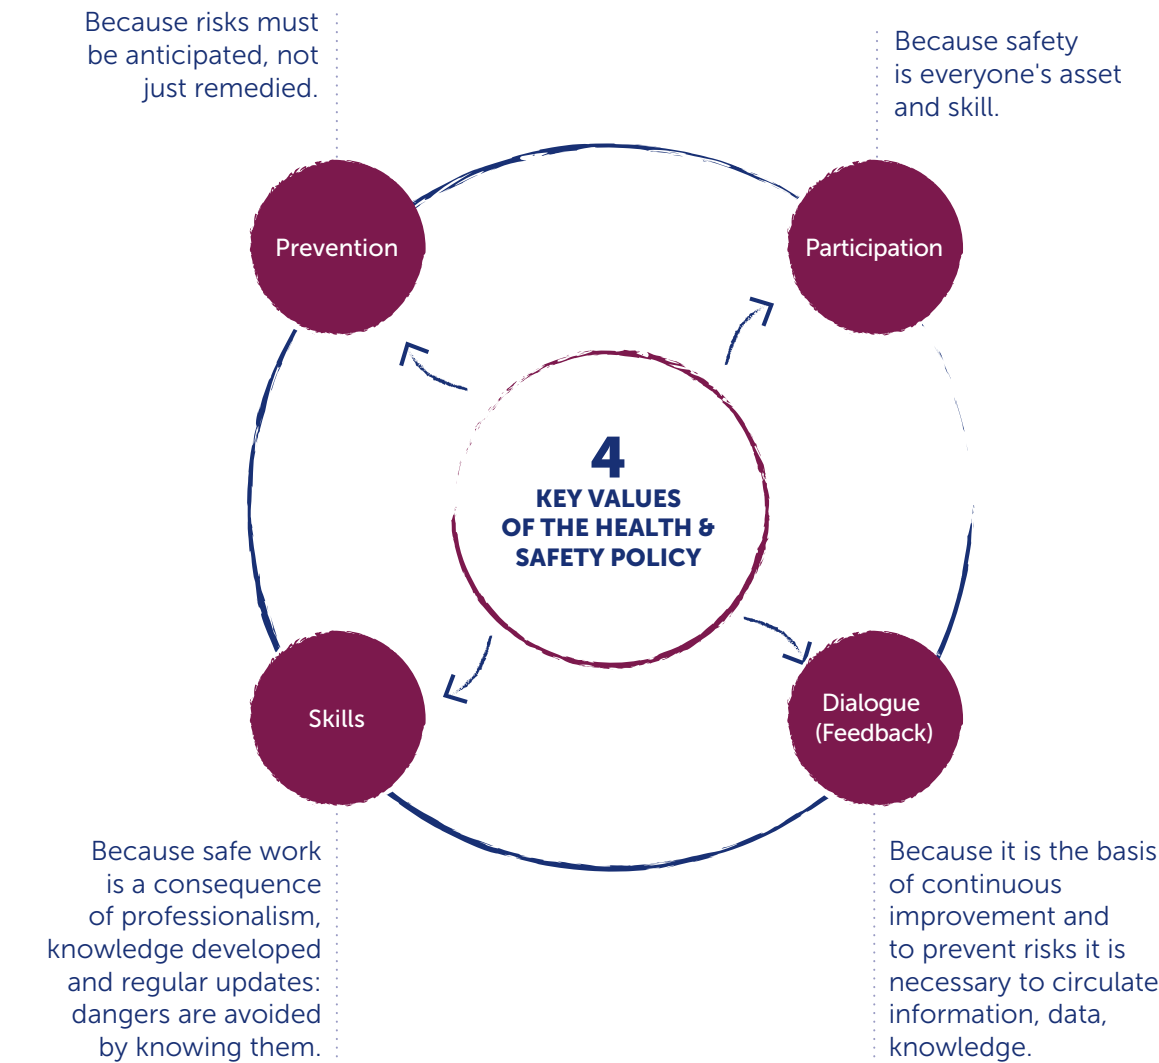 Because risks must
be anticipated, not
just remedied.
Because safety
is everyone's asset
and skill.
Prevention
Participation
4
KEY VALUES
OF THE HEALTH &
SAFETY POLICY
Skills
Dialogue
(Feedback)
Because safe work
is a consequence
of professionalism,
knowledge developed
and regular updates:
dangers are avoided
by knowing them.
Because it is the basis
of continuous
improvement and
to prevent risks it is
necessary to circulate
information, data,
knowledge.